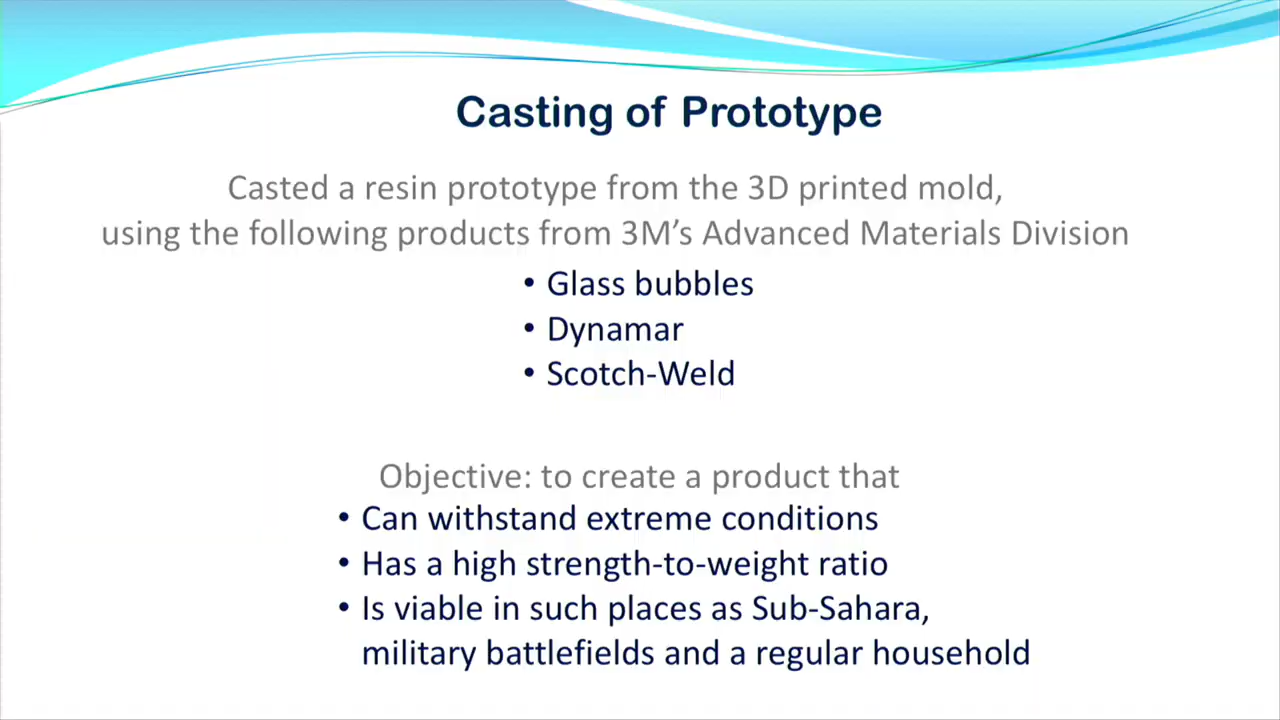 Casting of Prototype
Casted a resin prototype from the 3D printed mold,
using the following products from 3M’s Advanced Materials Division
• Glass bubbles
• Dynamar
• Scotch-Weld
Objective: to create a product that
• Can withstand extreme conditions
• Has a high strength-to-weight ratio
• Is viable in such places as Sub-Sahara,
military battlefields and a regular household